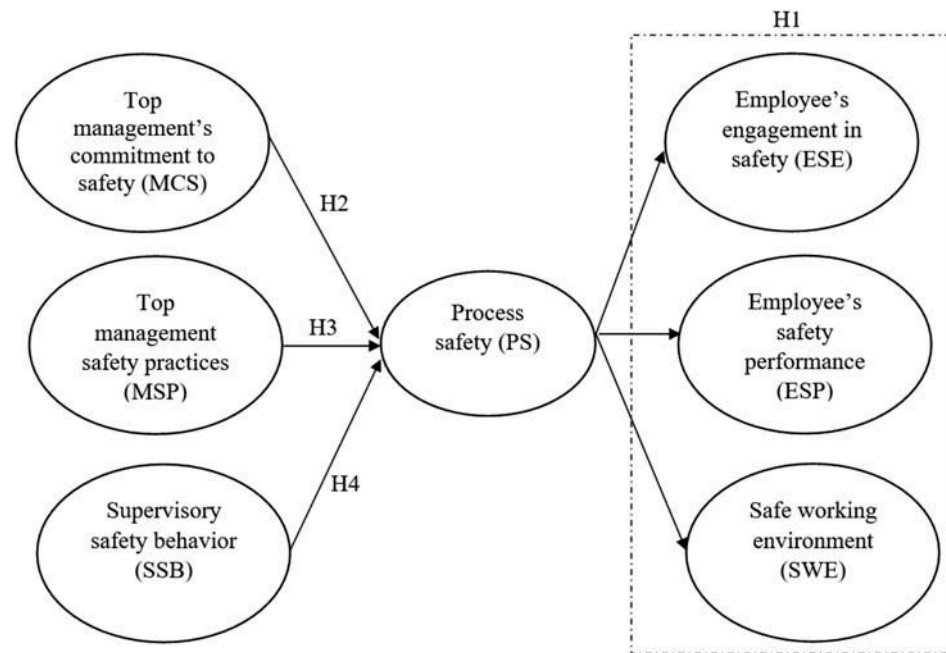 H1
Top
management's
commitment to
safety (MCS)
H2
Top
management
safety practices
(MSP)
H3
Supervisory
safety behavior
(SSB)
H4
Process
safety (PS)
Employee's
engagement in
safety (ESE)
Employee's
safety
performance
(ESP)
Safe working
environment
(SWE)